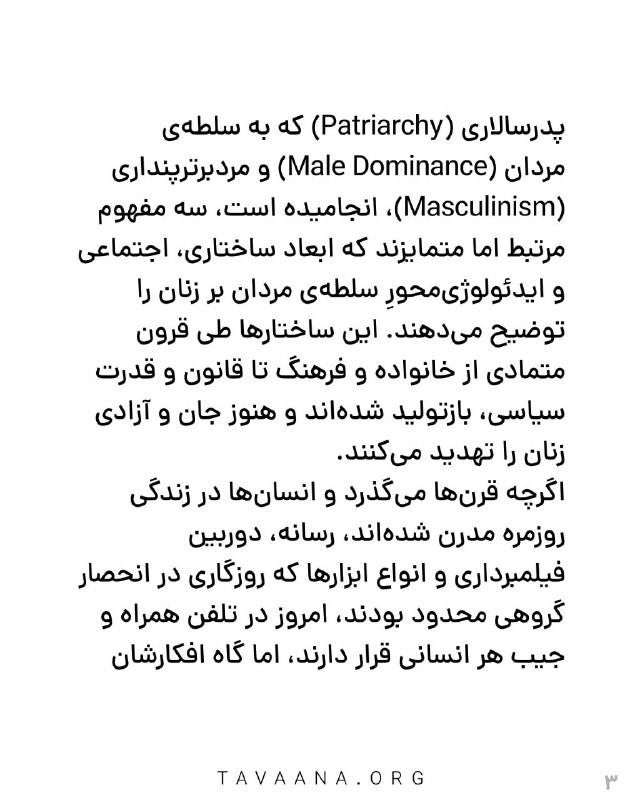 پدرسالاری (Patriarchy) که به سلطه‌ی
مردان (Male Dominance) و مردبرترپنداری
(Masculinism)، انجامیده است، سه مفهوم
مرتبط اما متمایزند که ابعاد ساختاری، اجتماعی
و ایدئولوژی‌محورِ سلطه‌ی مردان بر زنان را
توضیح می‌دهند. این ساختارها طی قرون
متمادی از خانواده و فرهنگ تا قانون و قدرت
سیاسی، بازتولید شده‌اند و هنوز جان و آزادی
زنان را تهدید می‌کنند.
اگرچه قرن‌ها می‌گذرد و انسان‌ها در زندگی
روزمره مدرن شده‌اند، رسانه، دوربین
فیلمبرداری و انواع ابزارها که روزگاری در انحصار
گروهی محدود بودند، امروز در تلفن همراه و
جیب هر انسانی قرار دارند، اما گاه افکارشان
TAVAANA.ORG
۳